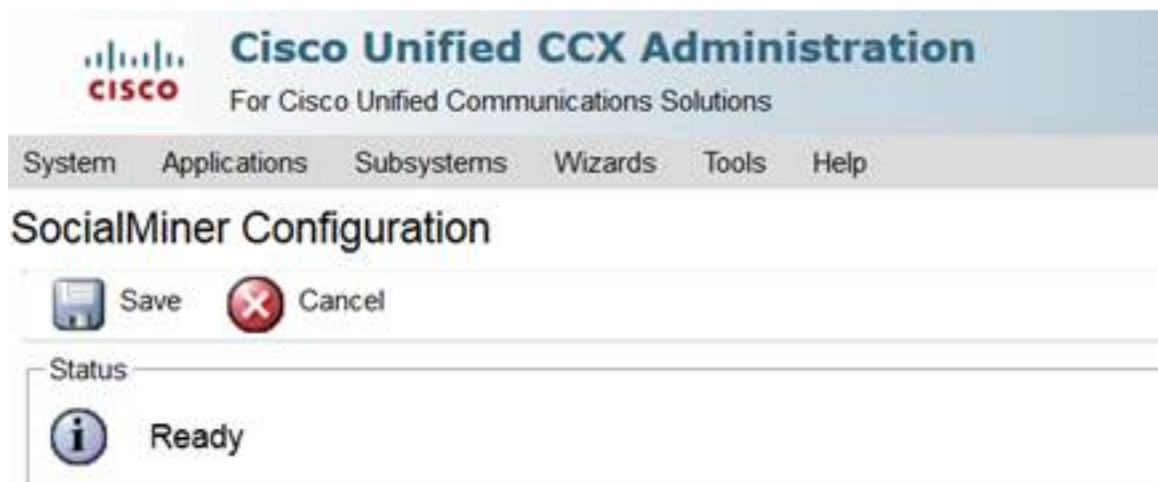 CISCO
Cisco Unified CCX Administration
For Cisco Unified Communications Solutions
System Applications Subsystems Wizards Tools Help
SocialMiner Configuration
Save Cancel
Status
i Ready